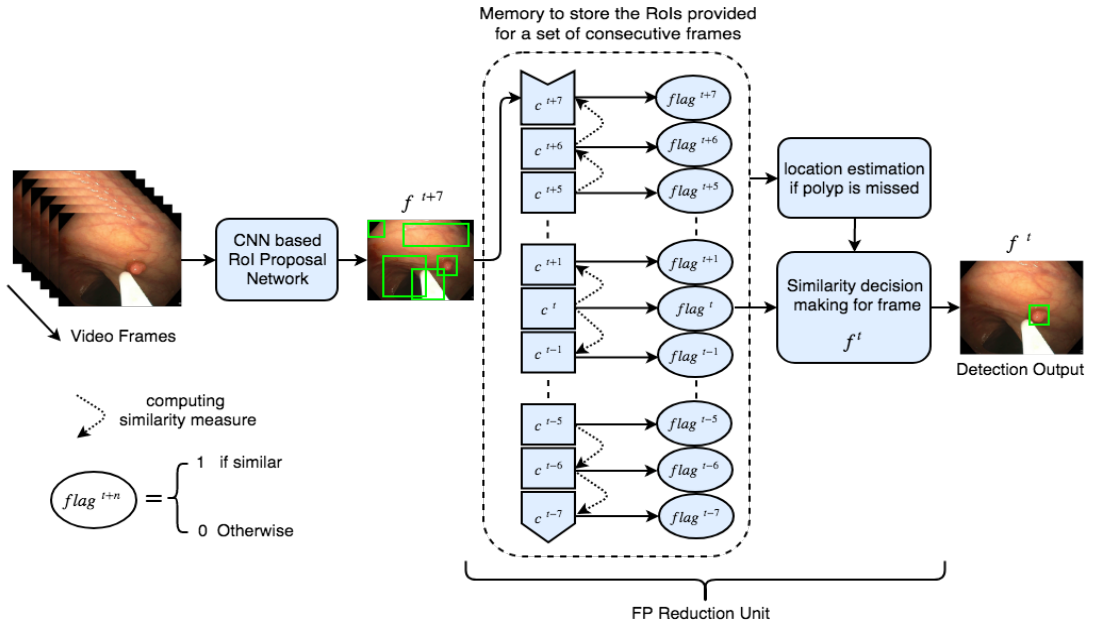 Memory to store the RoIs provided
for a set of consecutive frames
c t+7
flag t+7
c t+6
flag t+6
c t+5
flag t+5
c t+1
flag t+1
c t
flag t
c t−1
flag t−1
c t−5
flag t−5
c t−6
flag t−6
c t−7
flag t−7
Video Frames
CNN based
RoI Proposal
Network
f t+7
location estimation
if polyp is missed
Similarity decision
making for frame
f t
f t
Detection Output
computing
similarity measure
flag t+n =
1 if similar
0 Otherwise
FP Reduction Unit